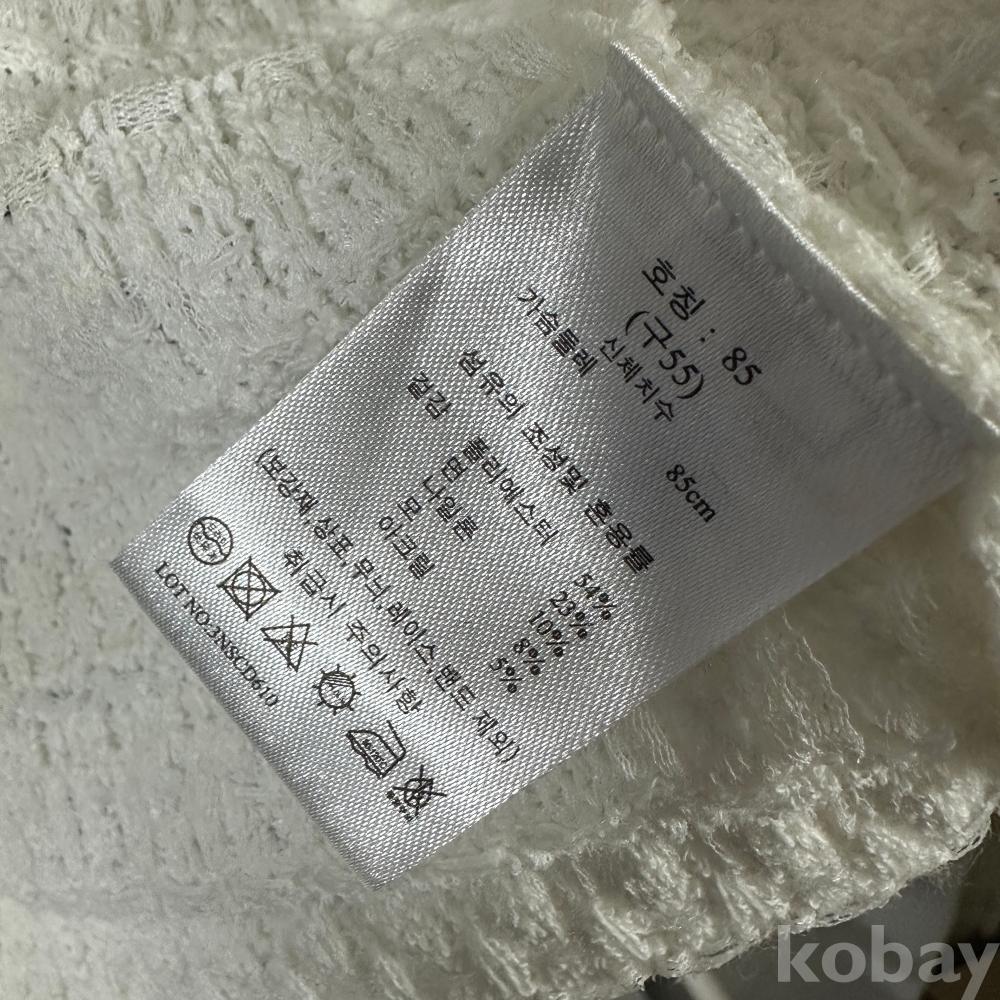 호칭 : 85
(구55)
신체치수
가슴둘레 85cm
섬유의 조성및 혼용률
겉감 폴리에스터 54%
면 23%
나일론 10%
모 8%
아크릴 5%
(보강재, 상표, 무늬, 레이스, 밴드 제외)
취급시 주의사항
LOT NO.3NSCD610
kobay